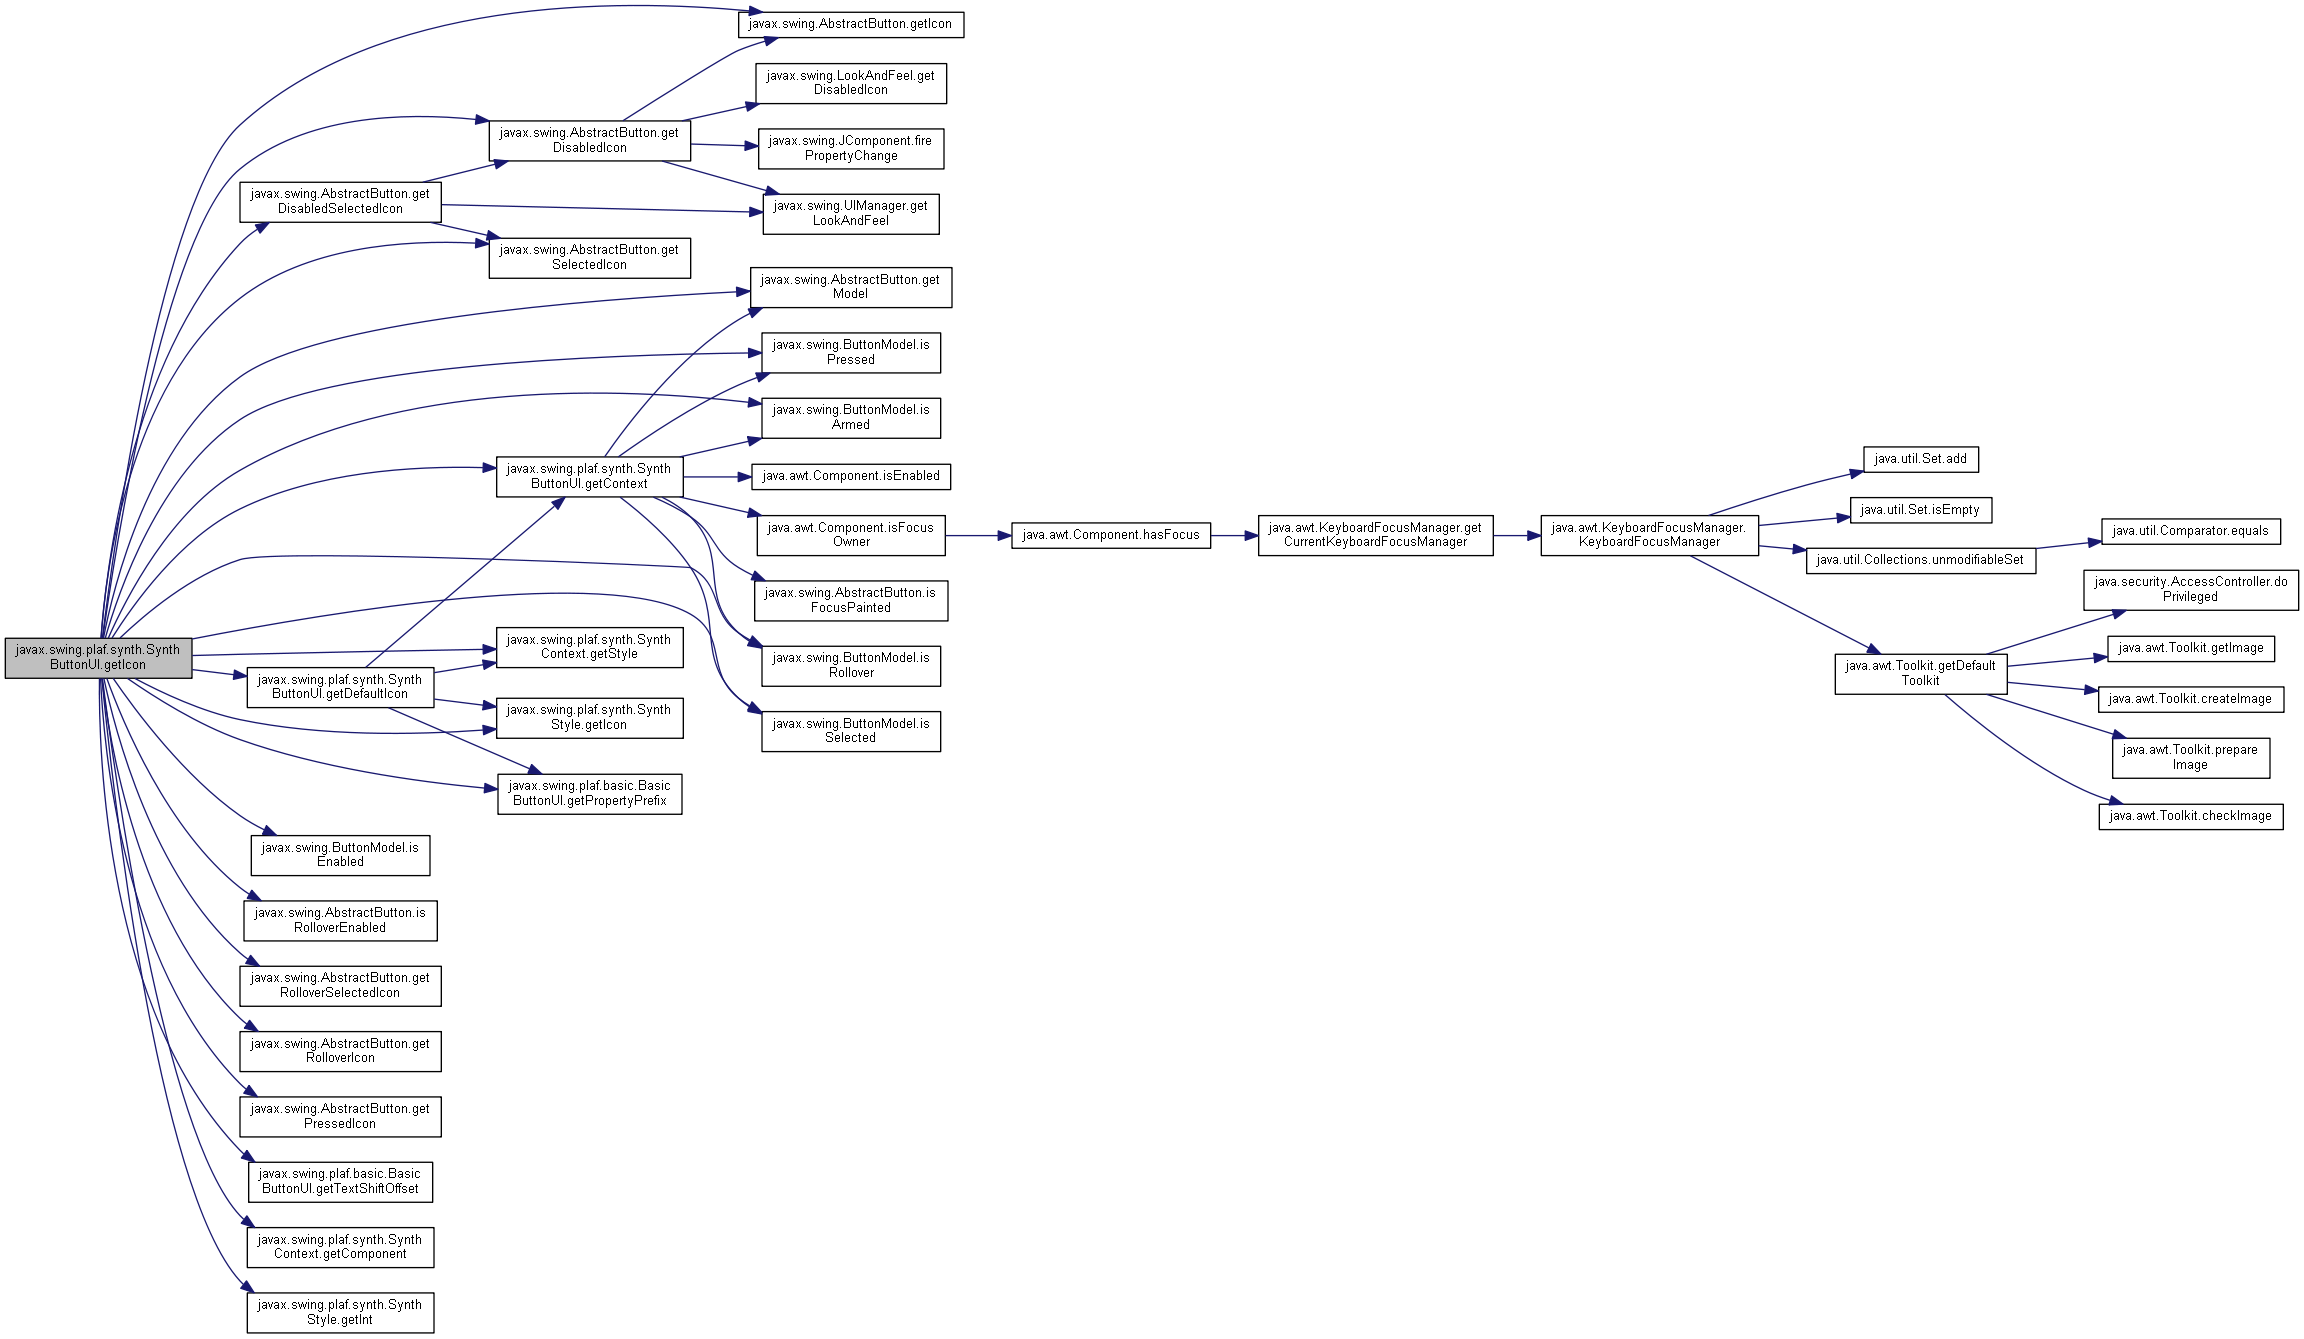 javax.swing.plaf.synth.Synth
ButtonUI.getIcon
javax.swing.AbstractButton.getIcon
javax.swing.LookAndFeel.get
DisabledIcon
javax.swing.AbstractButton.get
DisabledIcon
javax.swing.JComponent.fire
PropertyChange
javax.swing.AbstractButton.get
DisabledSelectedIcon
javax.swing.UIManager.get
LookAndFeel
javax.swing.AbstractButton.get
SelectedIcon
javax.swing.AbstractButton.get
Model
javax.swing.ButtonModel.is
Pressed
javax.swing.ButtonModel.is
Armed
javax.swing.plaf.synth.Synth
ButtonUI.getContext
java.awt.Component.isEnabled
java.awt.Component.isFocus
Owner
java.awt.Component.hasFocus
java.awt.KeyboardFocusManager.get
CurrentKeyboardFocusManager
java.awt.KeyboardFocusManager.
KeyboardFocusManager
java.util.Set.add
java.util.Set.isEmpty
java.util.Collections.unmodifiableSet
java.util.Comparator.equals
java.security.AccessController.do
Privileged
java.awt.Toolkit.getDefault
Toolkit
java.awt.Toolkit.getImage
java.awt.Toolkit.createImage
java.awt.Toolkit.prepare
Image
java.awt.Toolkit.checkImage
javax.swing.AbstractButton.is
FocusPainted
javax.swing.ButtonModel.is
Rollover
javax.swing.ButtonModel.is
Selected
javax.swing.plaf.synth.Synth
Context.getStyle
javax.swing.plaf.synth.Synth
ButtonUI.getDefaultIcon
javax.swing.plaf.synth.Synth
Style.getIcon
javax.swing.plaf.basic.Basic
ButtonUI.getPropertyPrefix
javax.swing.ButtonModel.is
Enabled
javax.swing.AbstractButton.is
RolloverEnabled
javax.swing.AbstractButton.get
RolloverSelectedIcon
javax.swing.AbstractButton.get
RolloverIcon
javax.swing.AbstractButton.get
PressedIcon
javax.swing.plaf.basic.Basic
ButtonUI.getTextShiftOffset
javax.swing.plaf.synth.Synth
Context.getComponent
javax.swing.plaf.synth.Synth
Style.getInt